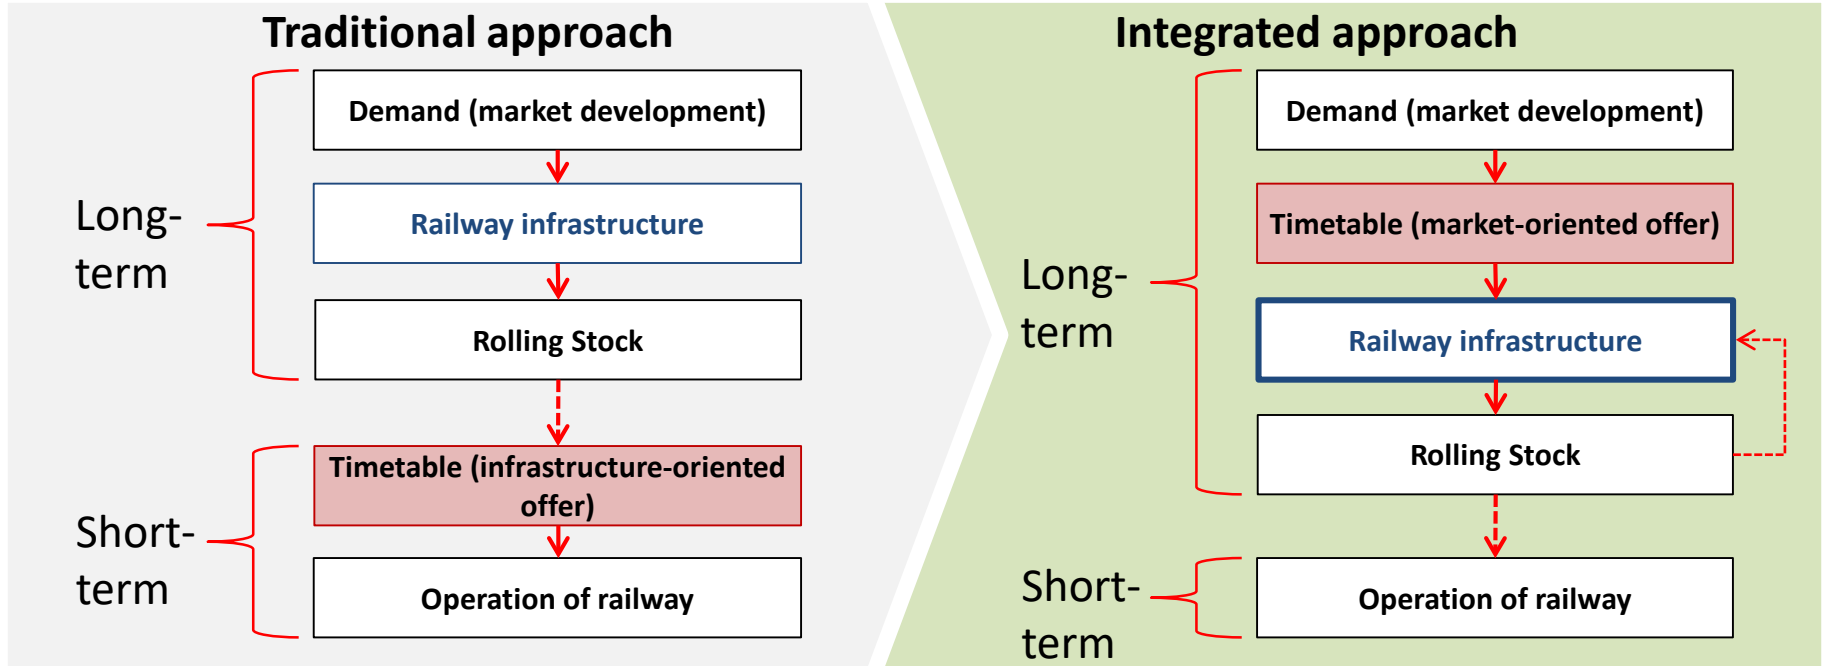 Traditional approach
Demand (market development)
Railway infrastructure
Long-
term
Rolling Stock
Timetable (infrastructure-oriented
offer)
Short-
term
Operation of railway
Integrated approach
Demand (market development)
Timetable (market-oriented offer)
Long-
term
Railway infrastructure
Rolling Stock
Short-
term
Operation of railway